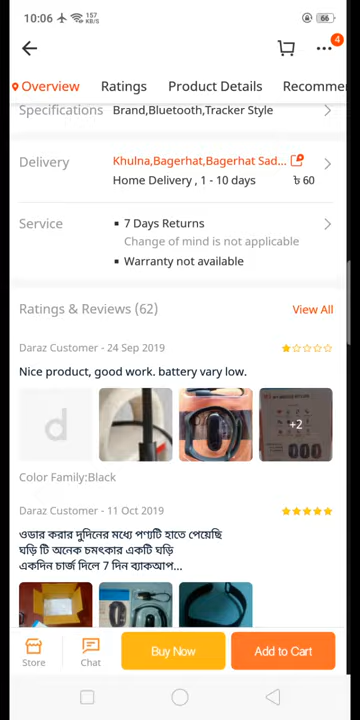 10:06 157 KB/S 66
4
Overview Ratings Product Details Recommen
Specifications Brand,Bluetooth,Tracker Style
Delivery Khulna,Bagerhat,Bagerhat Sad...
Home Delivery , 1 - 10 days ৳ 60
Service 7 Days Returns
Change of mind is not applicable
Warranty not available
Ratings & Reviews (62) View All
Daraz Customer - 24 Sep 2019
Nice product, good work. battery vary low.
d
+2
Color Family:Black
Daraz Customer - 11 Oct 2019
ওডার করার দুদিনের মধ্যে পণ্যটি হাতে পেয়েছি
ঘড়ি টি অনেক চমৎকার একটি ঘড়ি
একদিন চার্জ দিলে 7 দিন ব্যাকআপ...
Store Chat Buy Now Add to Cart